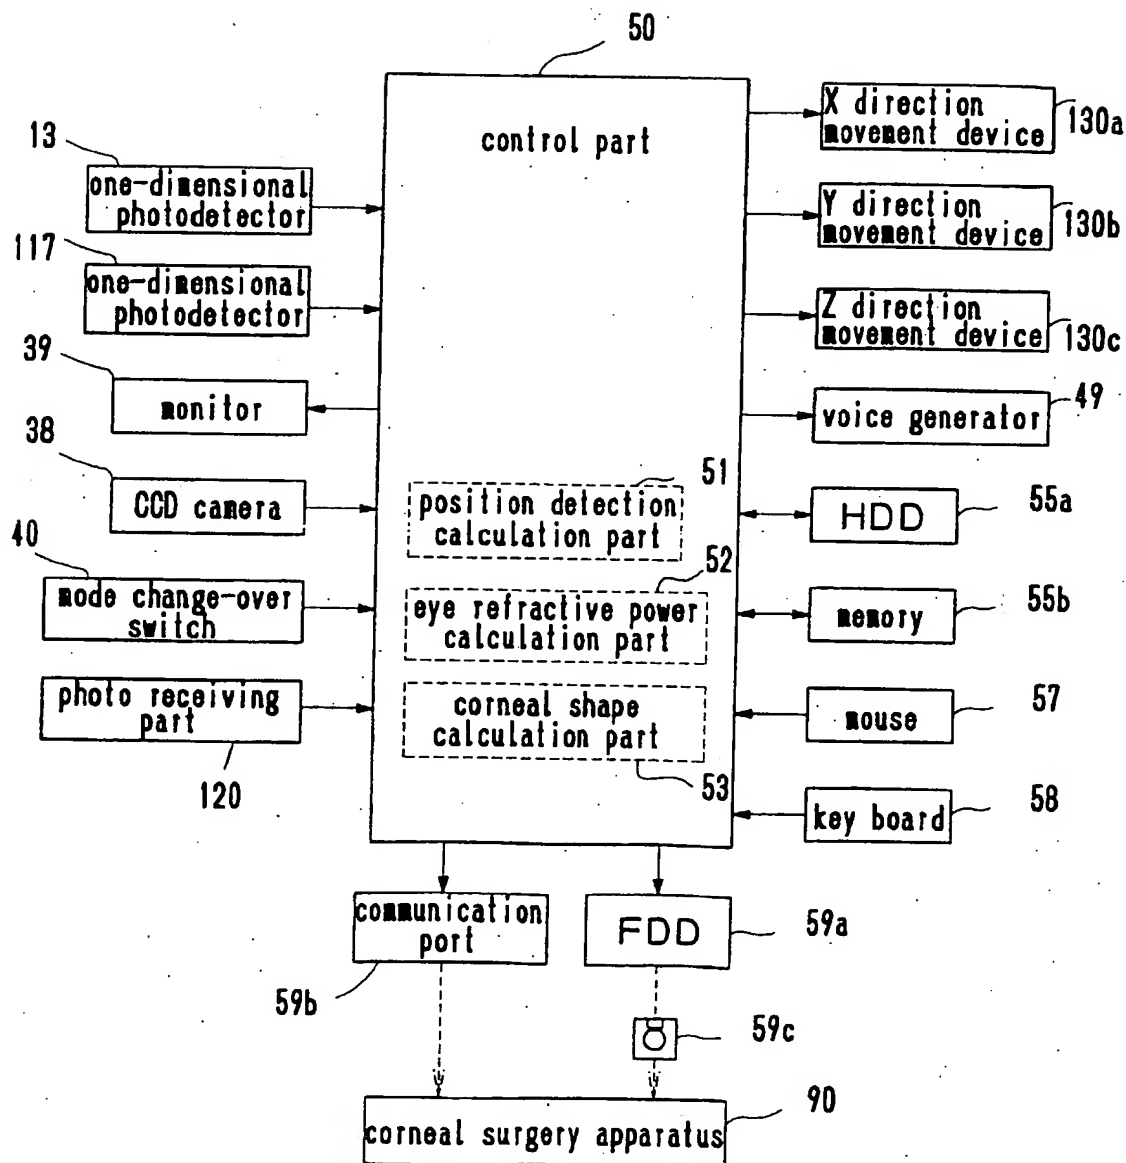 50
control part
13
one-dimensional
photodetector
117
one-dimensional
photodetector
39
monitor
38
CCD camera
40
mode change-over
switch
photo receiving
part
120
51
position detection
calculation part
52
eye refractive power
calculation part
corneal shape
calculation part
53
X direction
movement device
130a
Y direction
movement device
130b
Z direction
movement device
130c
voice generator
49
HDD
55a
memory
55b
mouse
57
key board
58
communication
port
59b
FDD
59a
59c
corneal surgery apparatus
90